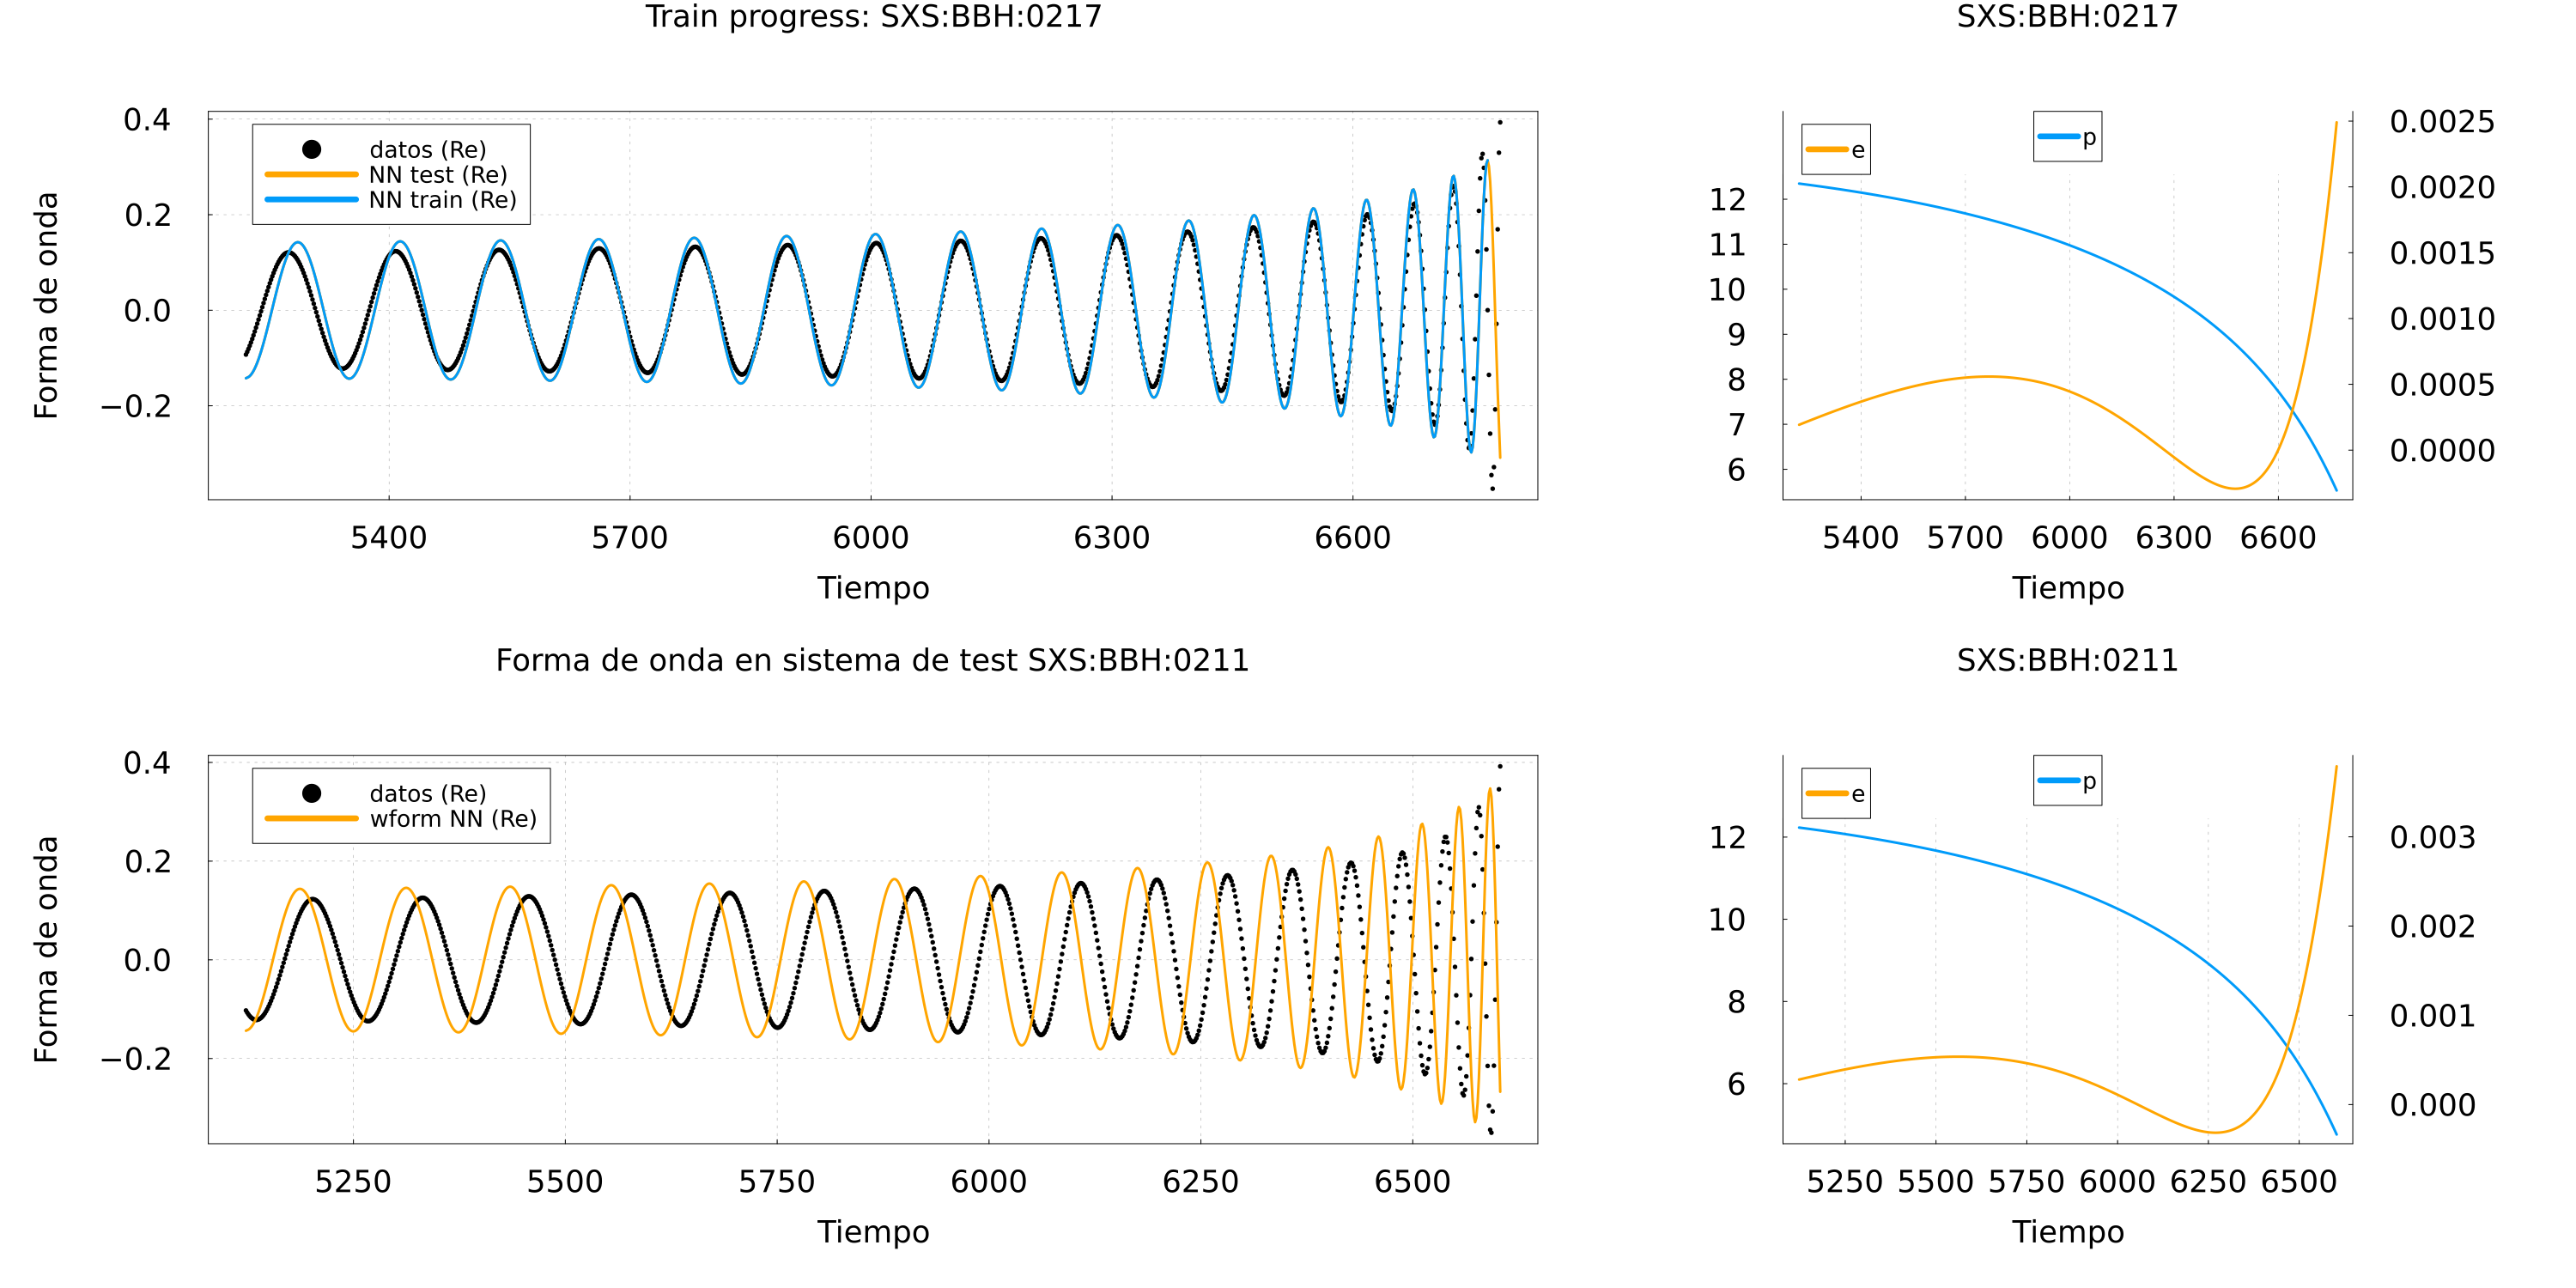 Train progress: SXS:BBH:0217
SXS:BBH:0217
Forma de onda
0.4
0.2
0.0
−0.2
datos (Re)
NN test (Re)
NN train (Re)
5400 5700 6000 6300 6600
Tiempo
e
p
12
11
10
9
8
7
6
0.0025
0.0020
0.0015
0.0010
0.0005
0.0000
5400 5700 6000 6300 6600
Tiempo
Forma de onda en sistema de test SXS:BBH:0211
SXS:BBH:0211
Forma de onda
0.4
0.2
0.0
−0.2
datos (Re)
wform NN (Re)
5250 5500 5750 6000 6250 6500
Tiempo
e
p
12
10
8
6
0.003
0.002
0.001
0.000
5250 5500 5750 6000 6250 6500
Tiempo